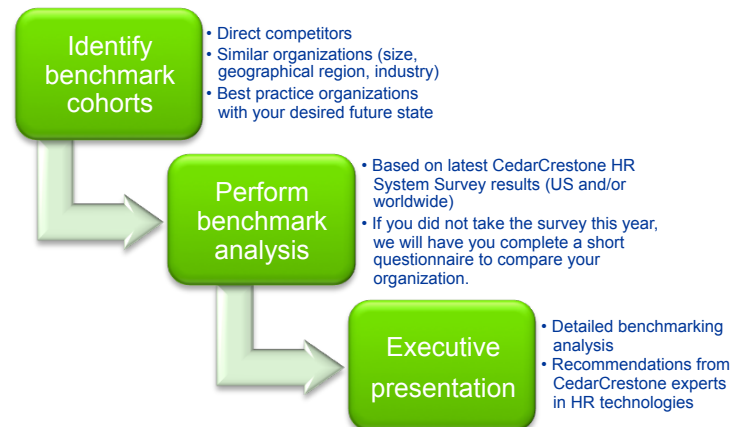 Identify
benchmark
cohorts
• Direct competitors
• Similar organizations (size,
geographical region, industry)
• Best practice organizations
with your desired future state
Perform
benchmark
analysis
• Based on latest CedarCrestone HR
System Survey results (US and/or
worldwide)
• If you did not take the survey this year,
we will have you complete a short
questionnaire to compare your
organization.
Executive
presentation
• Detailed benchmarking
analysis
• Recommendations from
CedarCrestone experts
in HR technologies